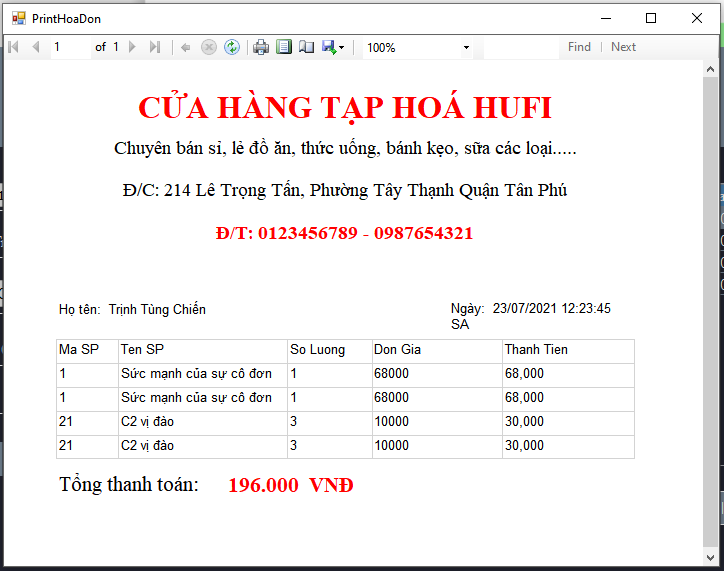 PrintHoaDon
1 of 1 100% Find | Next
CỬA HÀNG TẠP HOÁ HUFI
Chuyên bán sỉ, lẻ đồ ăn, thức uống, bánh kẹo, sữa các loại.....
Đ/C: 214 Lê Trọng Tấn, Phường Tây Thạnh Quận Tân Phú
Đ/T: 0123456789 - 0987654321
Họ tên: Trịnh Tùng Chiến Ngày: 23/07/2021 12:23:45
SA
Ma SP Ten SP So Luong Don Gia Thanh Tien
1 Sức mạnh của sự cô đơn 1 68000 68,000
1 Sức mạnh của sự cô đơn 1 68000 68,000
21 C2 vị đào 3 10000 30,000
21 C2 vị đào 3 10000 30,000
Tổng thanh toán: 196.000 VNĐ